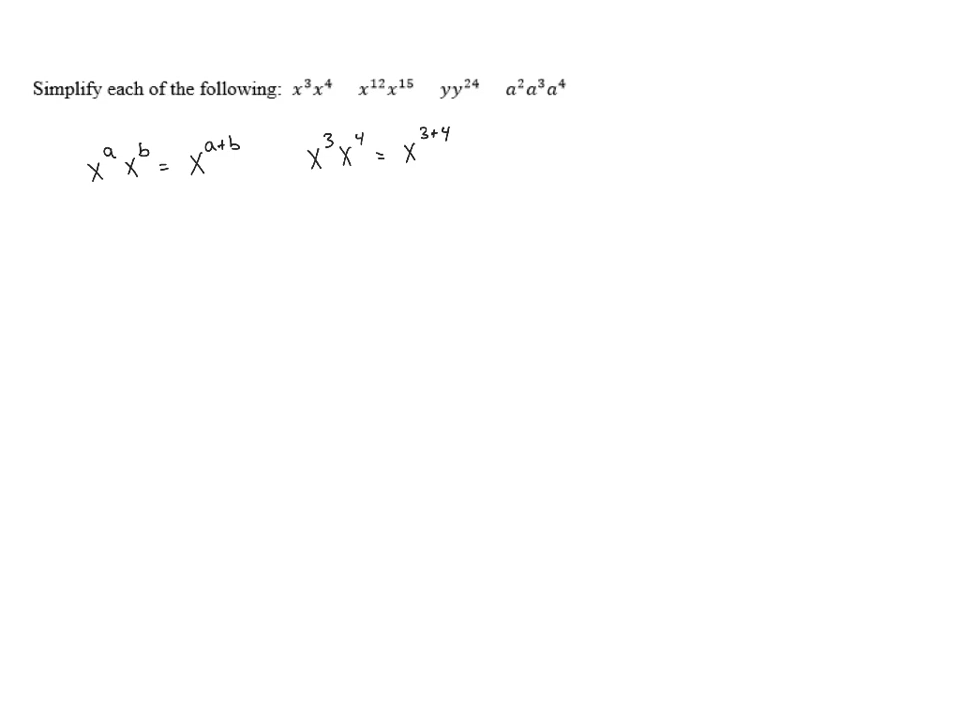 Simplify each of the following: x³x⁴ x¹²x¹⁵ yy²⁴ a²a³a⁴
xᵃxᵇ = xᵃ⁺ᵇ x³x⁴ = x³⁺⁴